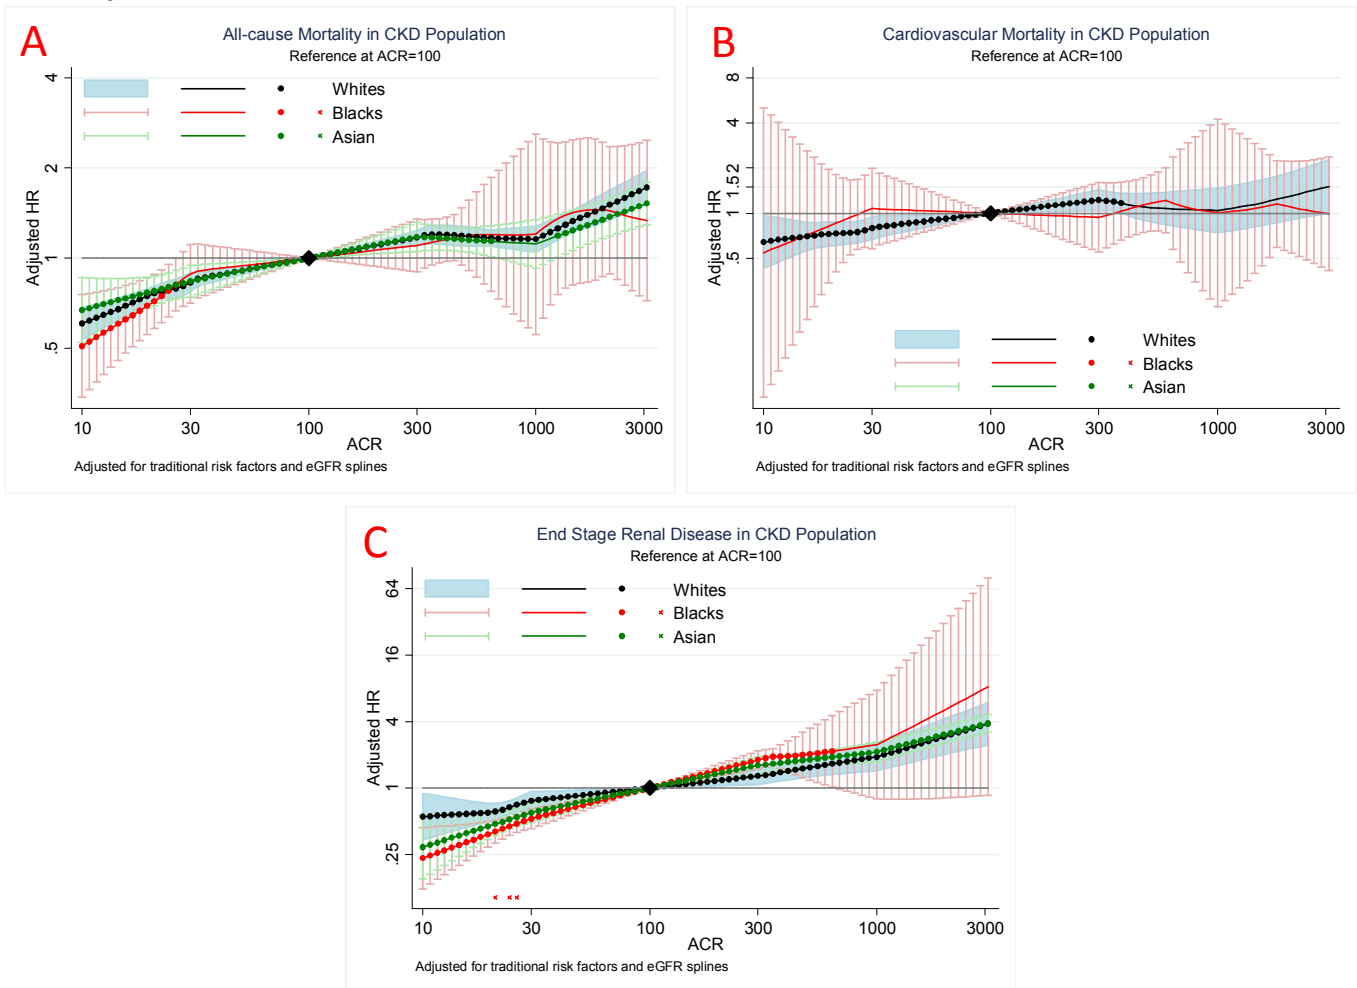 A
All-cause Mortality in CKD Population
Reference at ACR=100
Adjusted HR
4
2
1
.5
Whites
Blacks
Asian
10 30 100 300 1000 3000
ACR
Adjusted for traditional risk factors and eGFR splines
B
Cardiovascular Mortality in CKD Population
Reference at ACR=100
Adjusted HR
8
4
2
1.52
1
.5
Whites
Blacks
Asian
10 30 100 300 1000 3000
ACR
Adjusted for traditional risk factors and eGFR splines
C
End Stage Renal Disease in CKD Population
Reference at ACR=100
Adjusted HR
64
16
4
1
.25
Whites
Blacks
Asian
10 30 100 300 1000 3000
ACR
Adjusted for traditional risk factors and eGFR splines